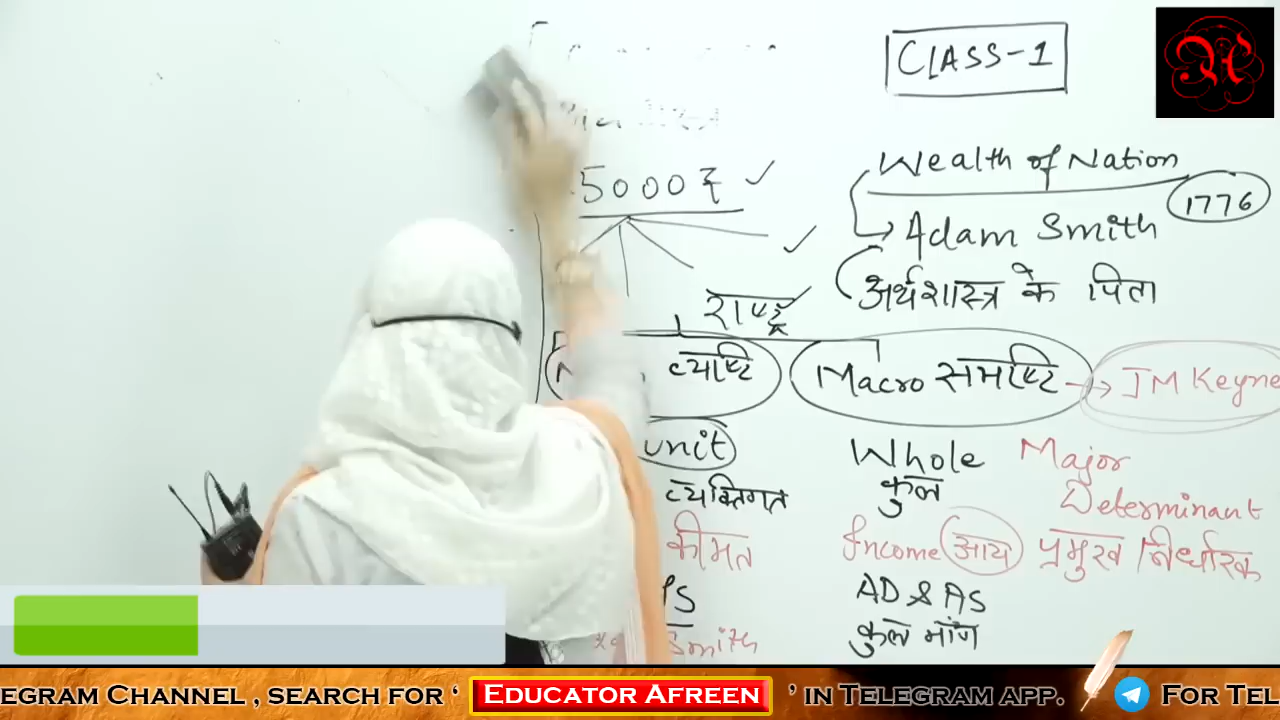 CLASS-1
Wealth of Nation
1776
5000₹
Adam Smith
अर्थशास्त्र के पिता
राष्ट्र
व्यष्टि
Macro समष्टि → JM Keyne
unit
व्यक्तिगत
कीमत
Smith
Whole
कुल
Income आय
AD & AS
कुल मांग
Major
Determinant
प्रमुख निर्धारक
EGRAM CHANNEL , SEARCH FOR ‘ EDUCATOR AFREEN ’ IN TELEGRAM APP. FOR TEL